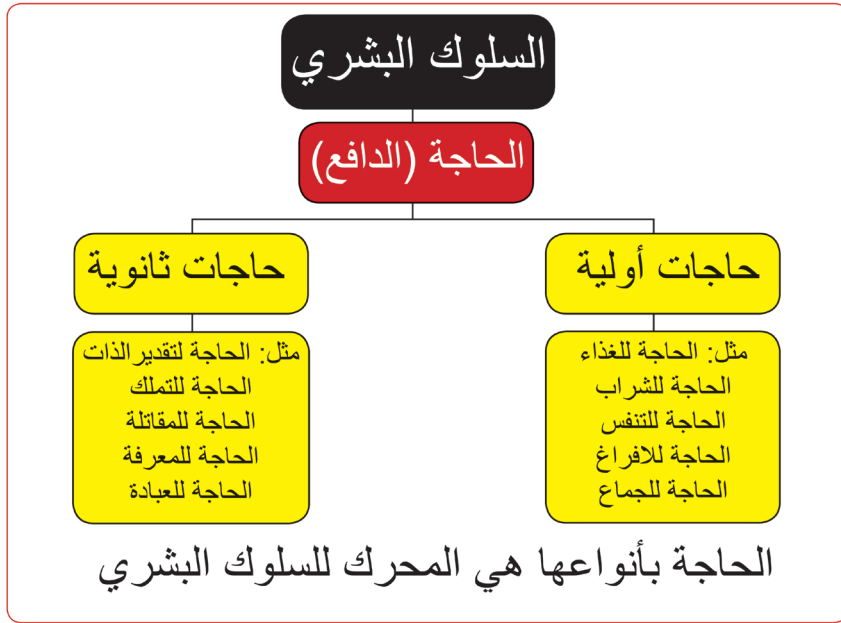 السلوك البشري
الحاجة (الدافع)
حاجات أولية
مثل: الحاجة للغذاء
الحاجة للشراب
الحاجة للتنفس
الحاجة للافراغ
الحاجة للجماع
حاجات ثانوية
مثل: الحاجة لتقدير الذات
الحاجة للتملك
الحاجة للمقاتلة
الحاجة للمعرفة
الحاجة للعبادة
الحاجة بأنواعها هي المحرك للسلوك البشري